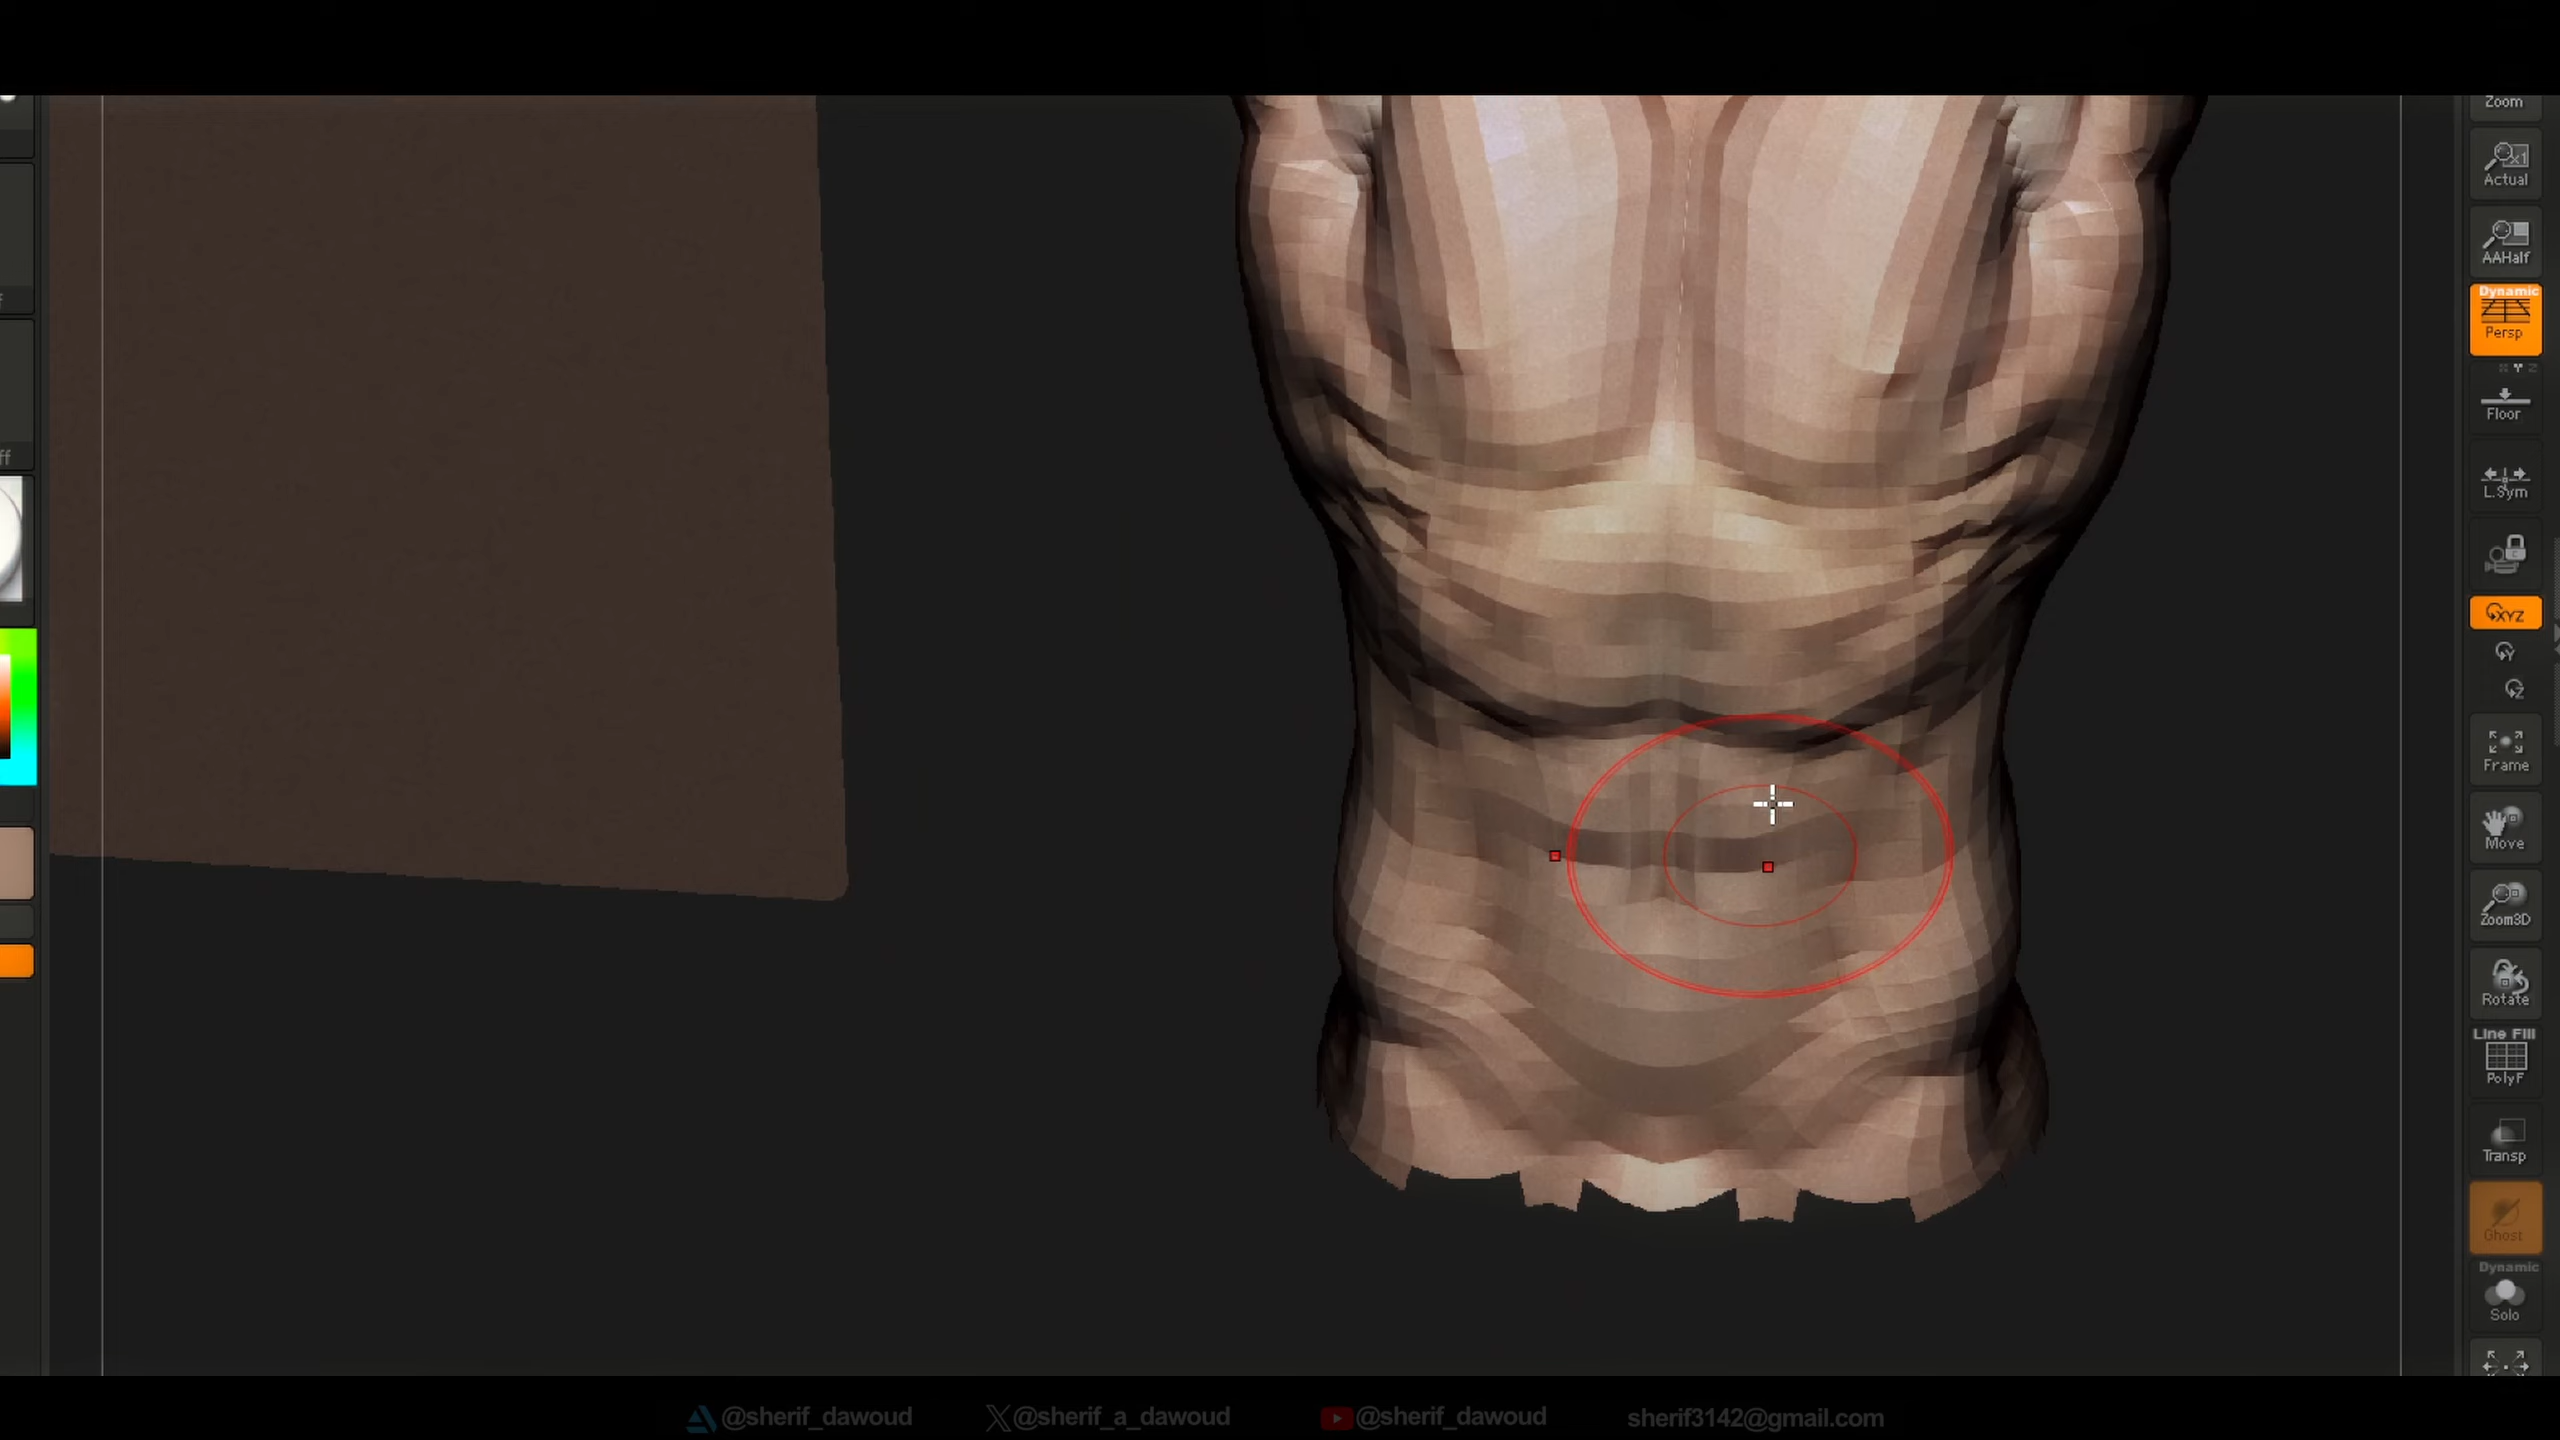 Zoom
Actual
AAHalf
Dynamic
Persp
Floor
L.Sym
XYZ
Y
Z
Frame
Move
Zoom3D
Rotate
Line Fill
PolyF
Transp
Ghost
Dynamic
Solo
@sherif_dawoud @sherif_a_dawoud @sherif_dawoud sherif3142@gmail.com